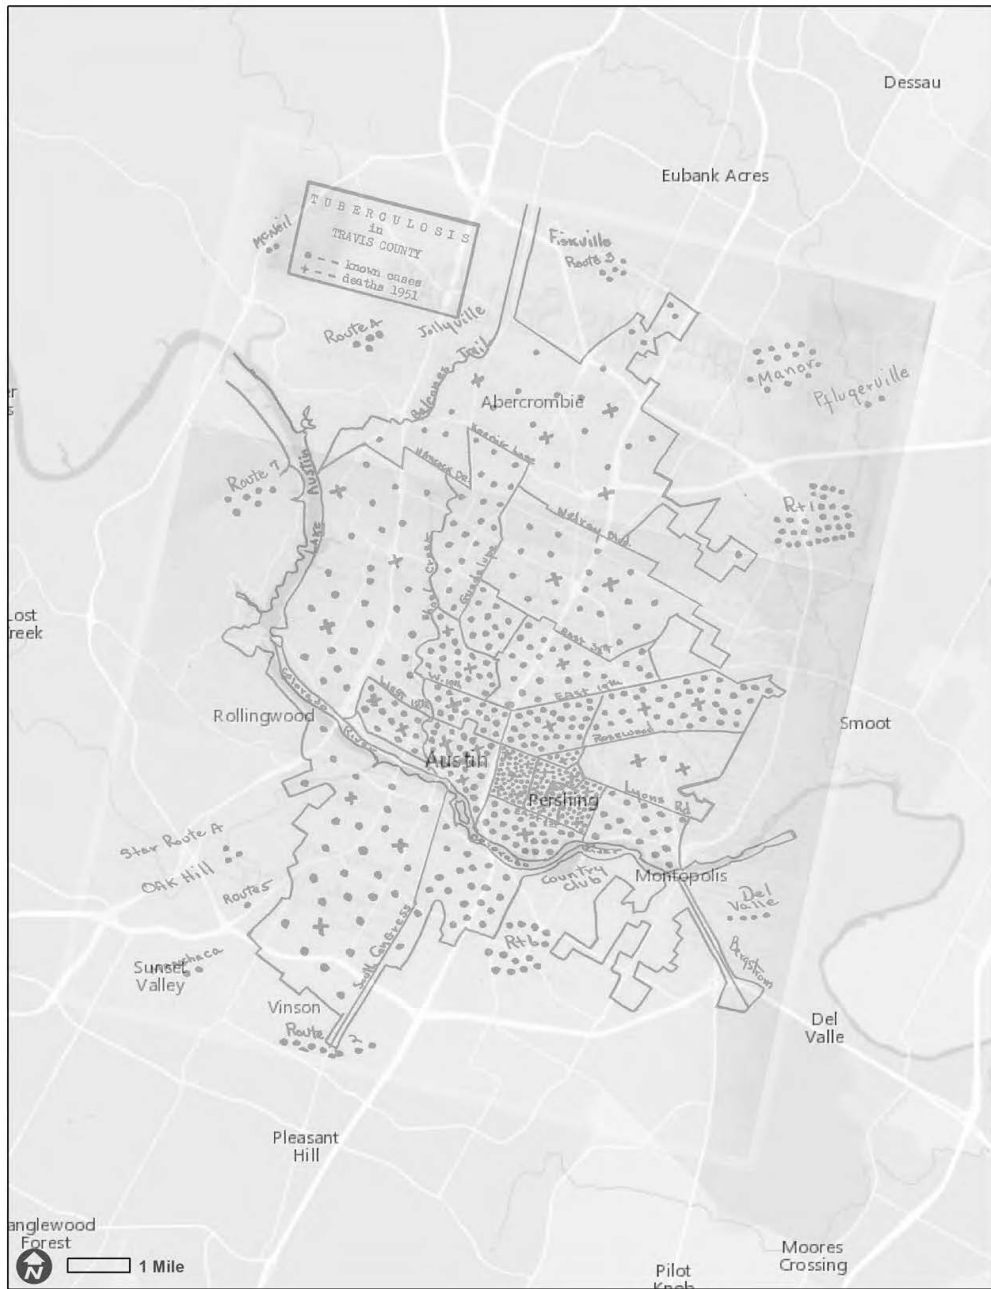 Dessau
Eubank Acres
TUBERCULOSIS
in
TRAVIS COUNTY
• - - known cases
+ - - deaths 1951
McNeil
Fiskville
Route 3
Route A
Jollyville
Balcones Trail
Manor
Pflugerville
Abercrombie
Koenig Lane
Hancock Dr.
Route 7
LAKE AUSTIN
Rt 1
Shoal Creek
Guadalupe
Lost
Creek
East 38th
East 19th
Colorado
River
Rollingwood
Rosewood
Smoot
Austin
Pershing
Lyons Rd
Colorado
River
Star Route A
Oak Hill
Route 5
Country
Club
Montopolis
Del
Valle
Bergstrom
Rt 6
South Congress
Sunset
Valley
Vinson
Route 2
Del
Valle
Pleasant
Hill
anglewood
Forest
N
1 Mile
Moores
Crossing
Pilot
Knob